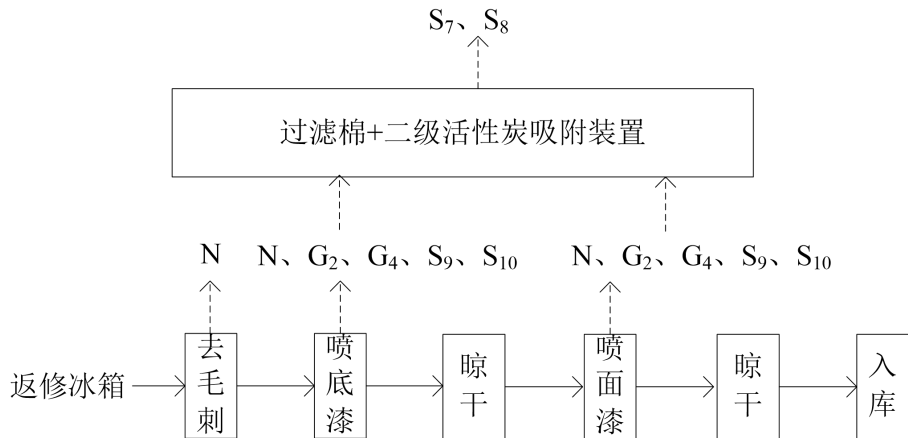 S₇、S₈
过滤棉+二级活性炭吸附装置
N
N、G₂、G₄、S₉、S₁₀
N、G₂、G₄、S₉、S₁₀
返修冰箱
去毛刺
喷底漆
晾干
喷面漆
晾干
入库